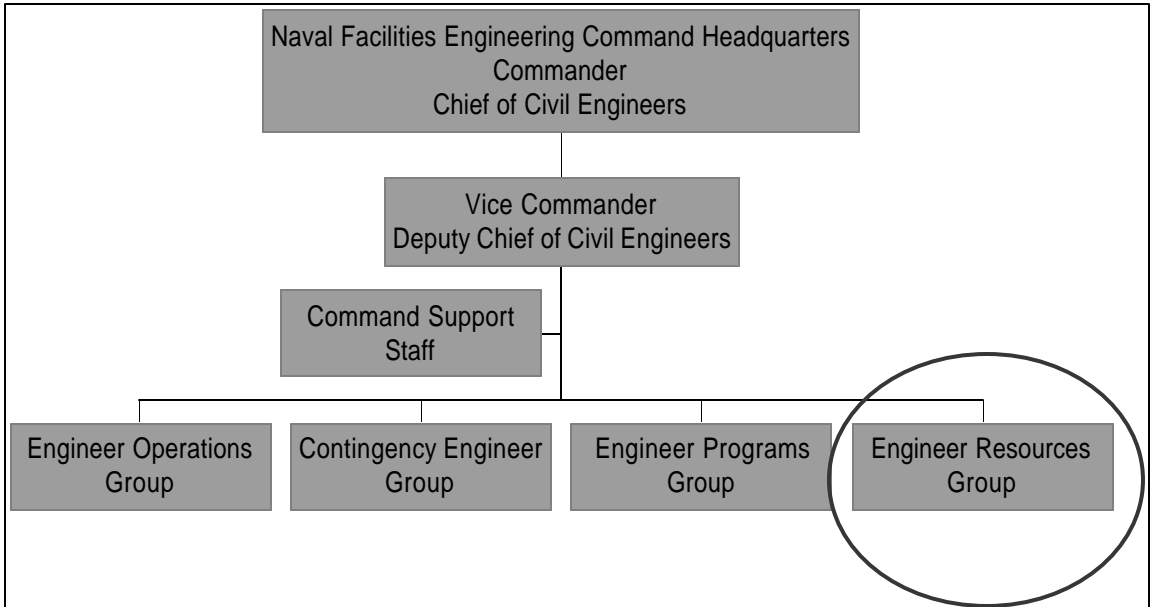 Naval Facilities Engineering Command Headquarters
Commander
Chief of Civil Engineers
Vice Commander
Deputy Chief of Civil Engineers
Command Support
Staff
Engineer Operations
Group
Contingency Engineer
Group
Engineer Programs
Group
Engineer Resources
Group